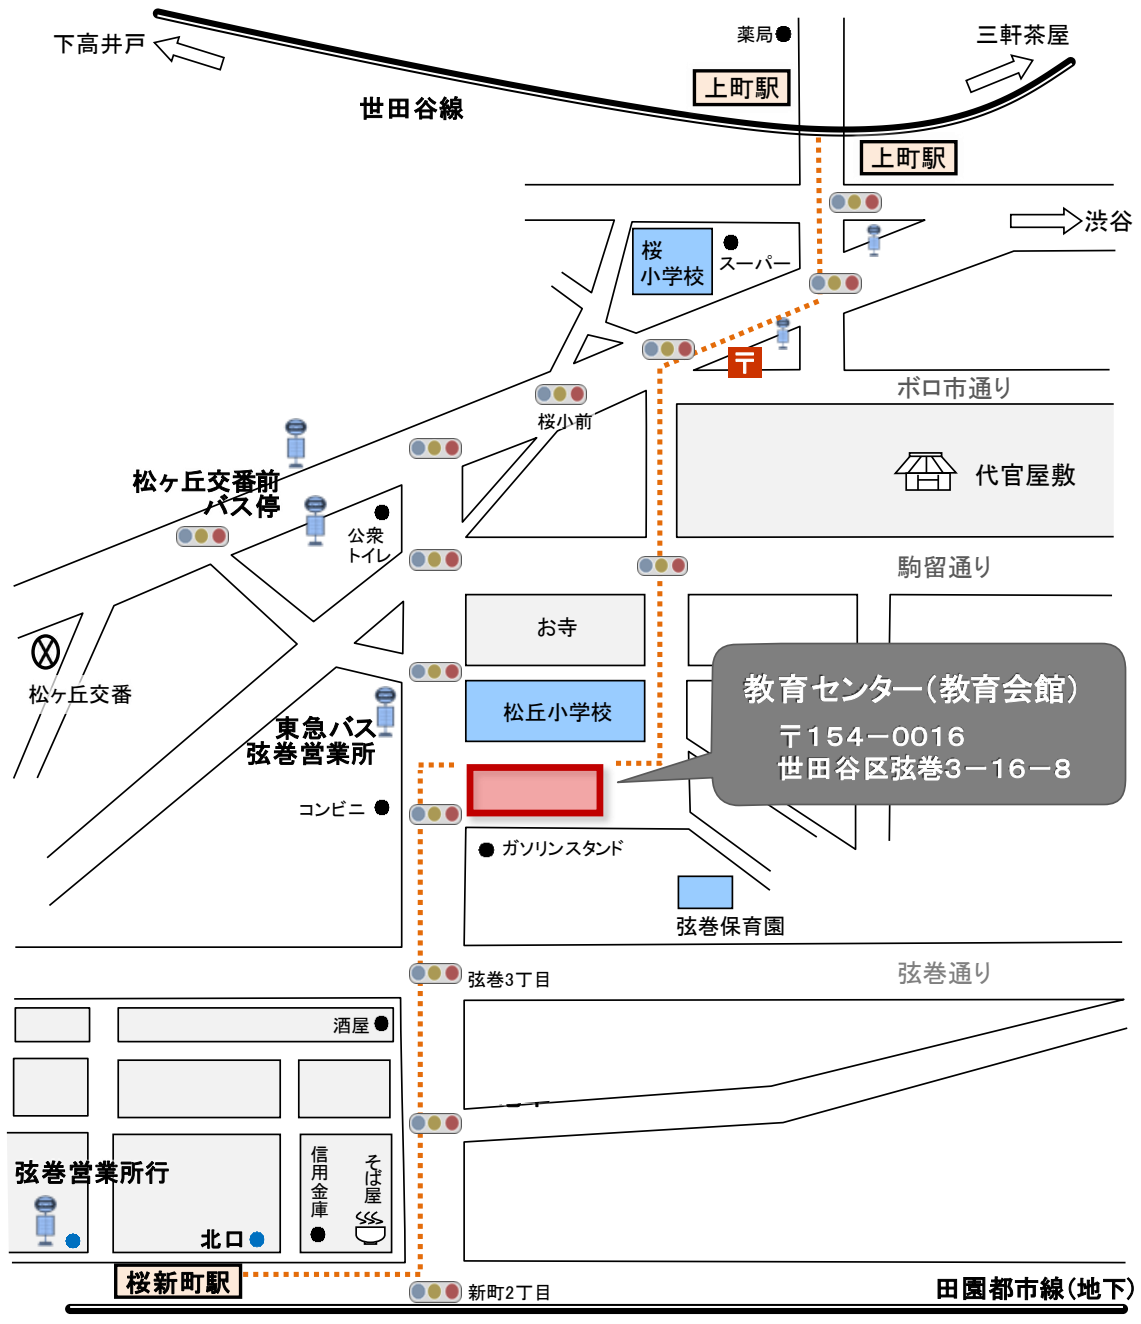 薬局
下高井戸
三軒茶屋
上町駅
世田谷線
上町駅
渋谷
桜
小学校
スーパー
〒
ボロ市通り
桜小前
松ヶ丘交番前
バス停
代官屋敷
公衆
トイレ
駒留通り
お寺
松ヶ丘交番
教育センター（教育会館）
〒154－0016
世田谷区弦巻3－16－8
松丘小学校
東急バス
弦巻営業所
コンビニ
ガソリンスタンド
弦巻保育園
弦巻3丁目
弦巻通り
酒屋
信用金庫
そば屋
弦巻営業所行
北口
桜新町駅
新町2丁目
田園都市線（地下）